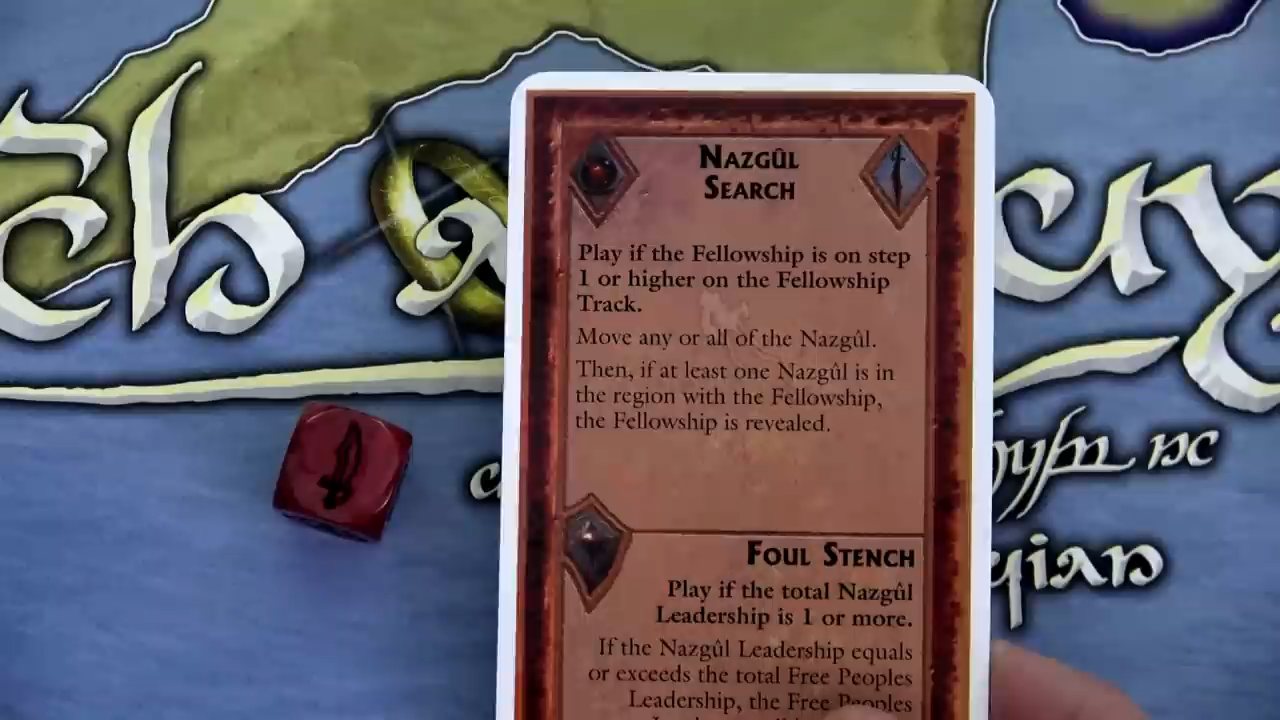 NAZGÛL
SEARCH
Play if the Fellowship is on step
1 or higher on the Fellowship
Track.
Move any or all of the Nazgûl.
Then, if at least one Nazgûl is in
the region with the Fellowship,
the Fellowship is revealed.
FOUL STENCH
Play if the total Nazgûl
Leadership is 1 or more.
If the Nazgûl Leadership equals
or exceeds the total Free Peoples
Leadership, the Free Peoples